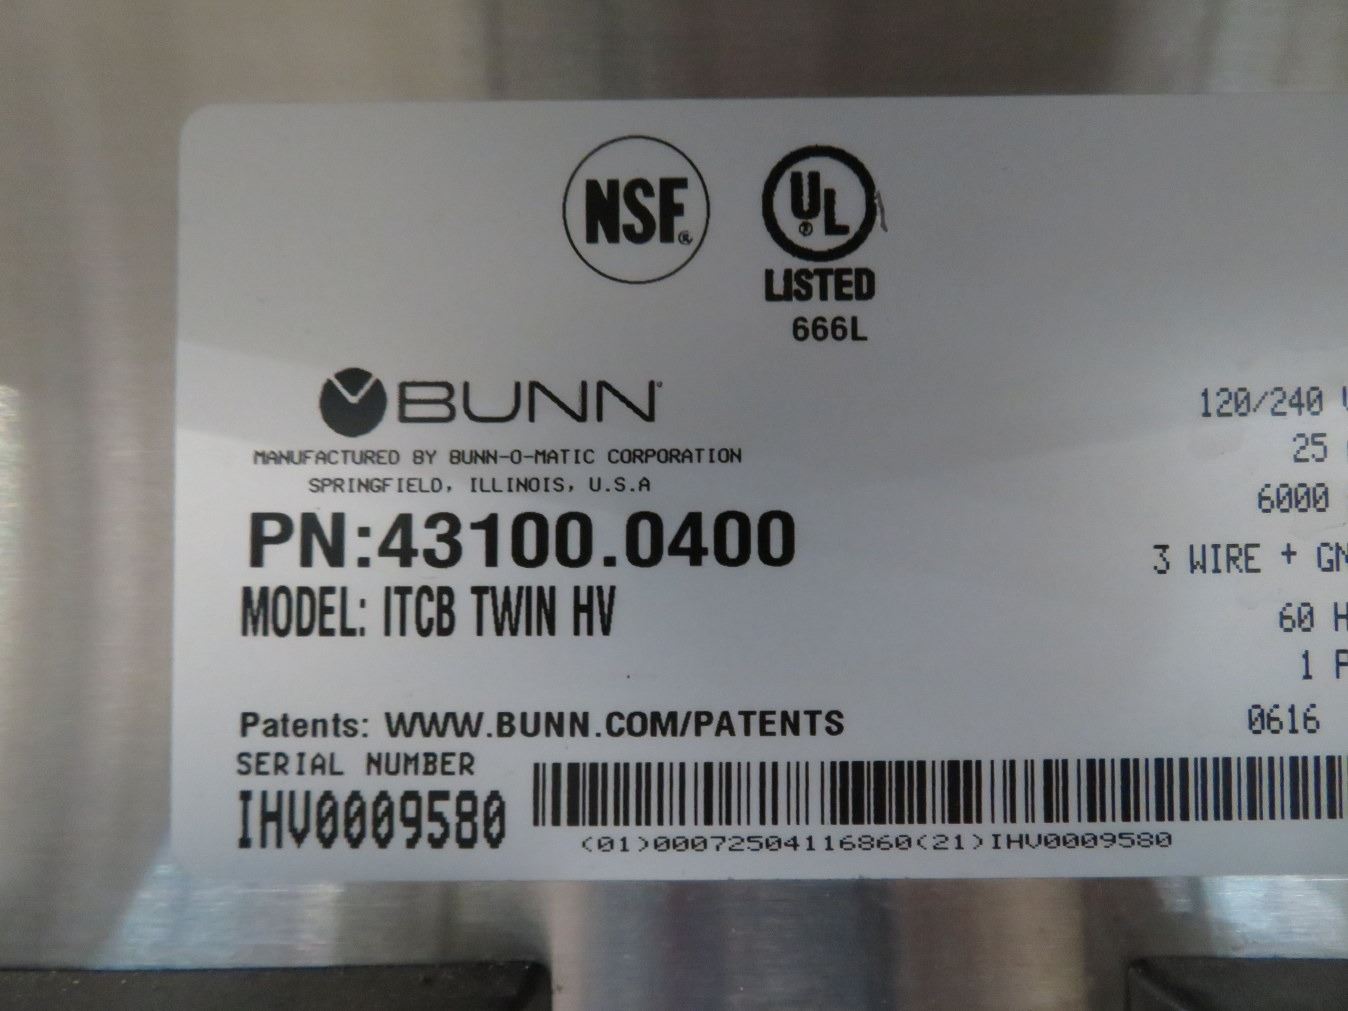 NSF®
UL®
LISTED
666L
BUNN®
MANUFACTURED BY BUNN-O-MATIC CORPORATION
SPRINGFIELD, ILLINOIS, U.S.A
PN:43100.0400
MODEL: ITCB TWIN HV
120/240
25
6000
3 WIRE +
60
1
0616
Patents: WWW.BUNN.COM/PATENTS
SERIAL NUMBER
IHV0009580
(01)00072504116860(21)IHV0009580